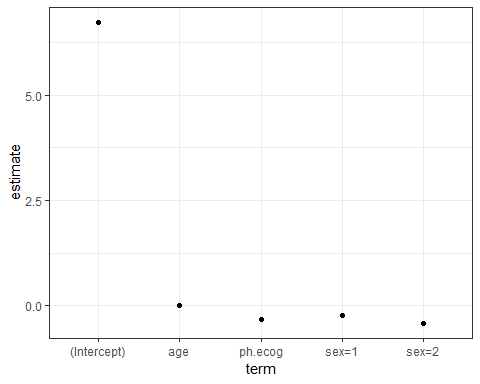 estimate
5.0
2.5
0.0
(Intercept) age ph.ecog sex=1 sex=2
term